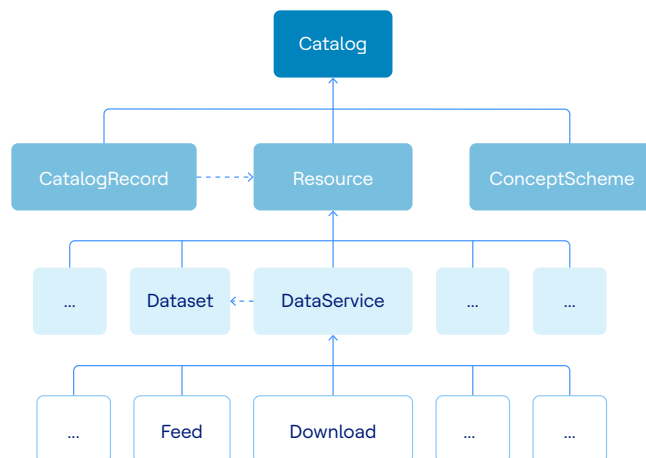 Catalog
CatalogRecord
Resource
ConceptScheme
...
Dataset
DataService
...
...
...
Feed
Download
...
...